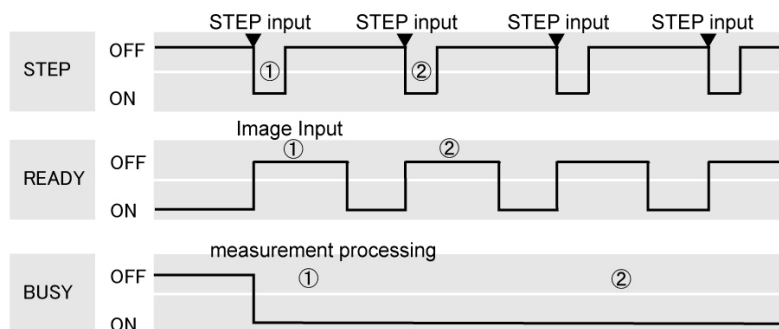 STEP input STEP input STEP input STEP input
STEP
OFF
① ②
ON
Image Input
READY
OFF
① ②
ON
measurement processing
BUSY
OFF
① ②
ON